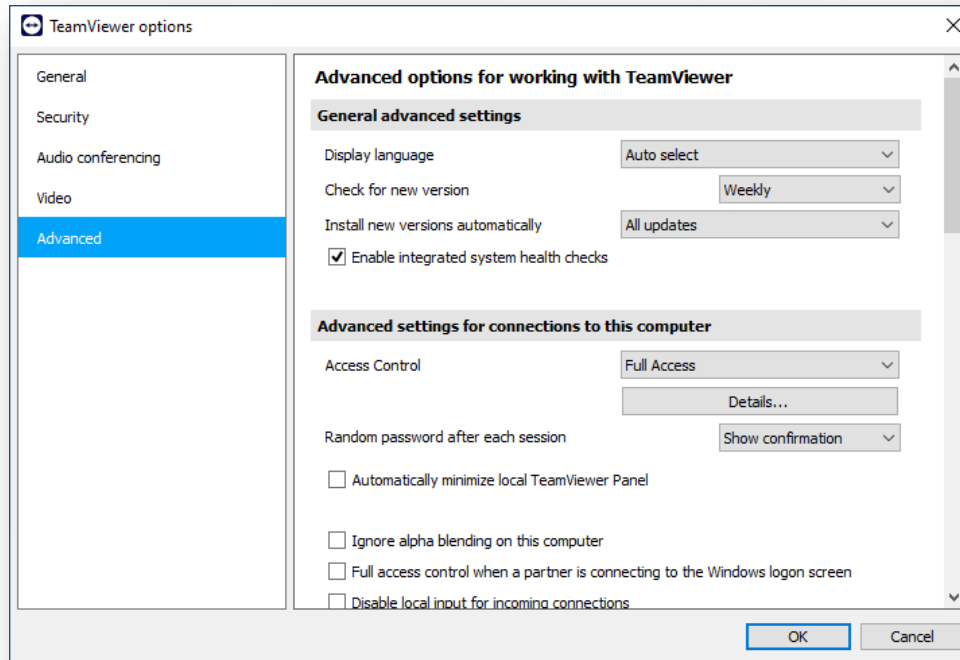 TeamViewer options
General
Security
Audio conferencing
Video
Advanced
Advanced options for working with TeamViewer
General advanced settings
Display language Auto select
Check for new version Weekly
Install new versions automatically All updates
Enable integrated system health checks
Advanced settings for connections to this computer
Access Control Full Access
Details...
Random password after each session Show confirmation
Automatically minimize local TeamViewer Panel
Ignore alpha blending on this computer
Full access control when a partner is connecting to the Windows logon screen
Disable local input for incoming connections
OK Cancel